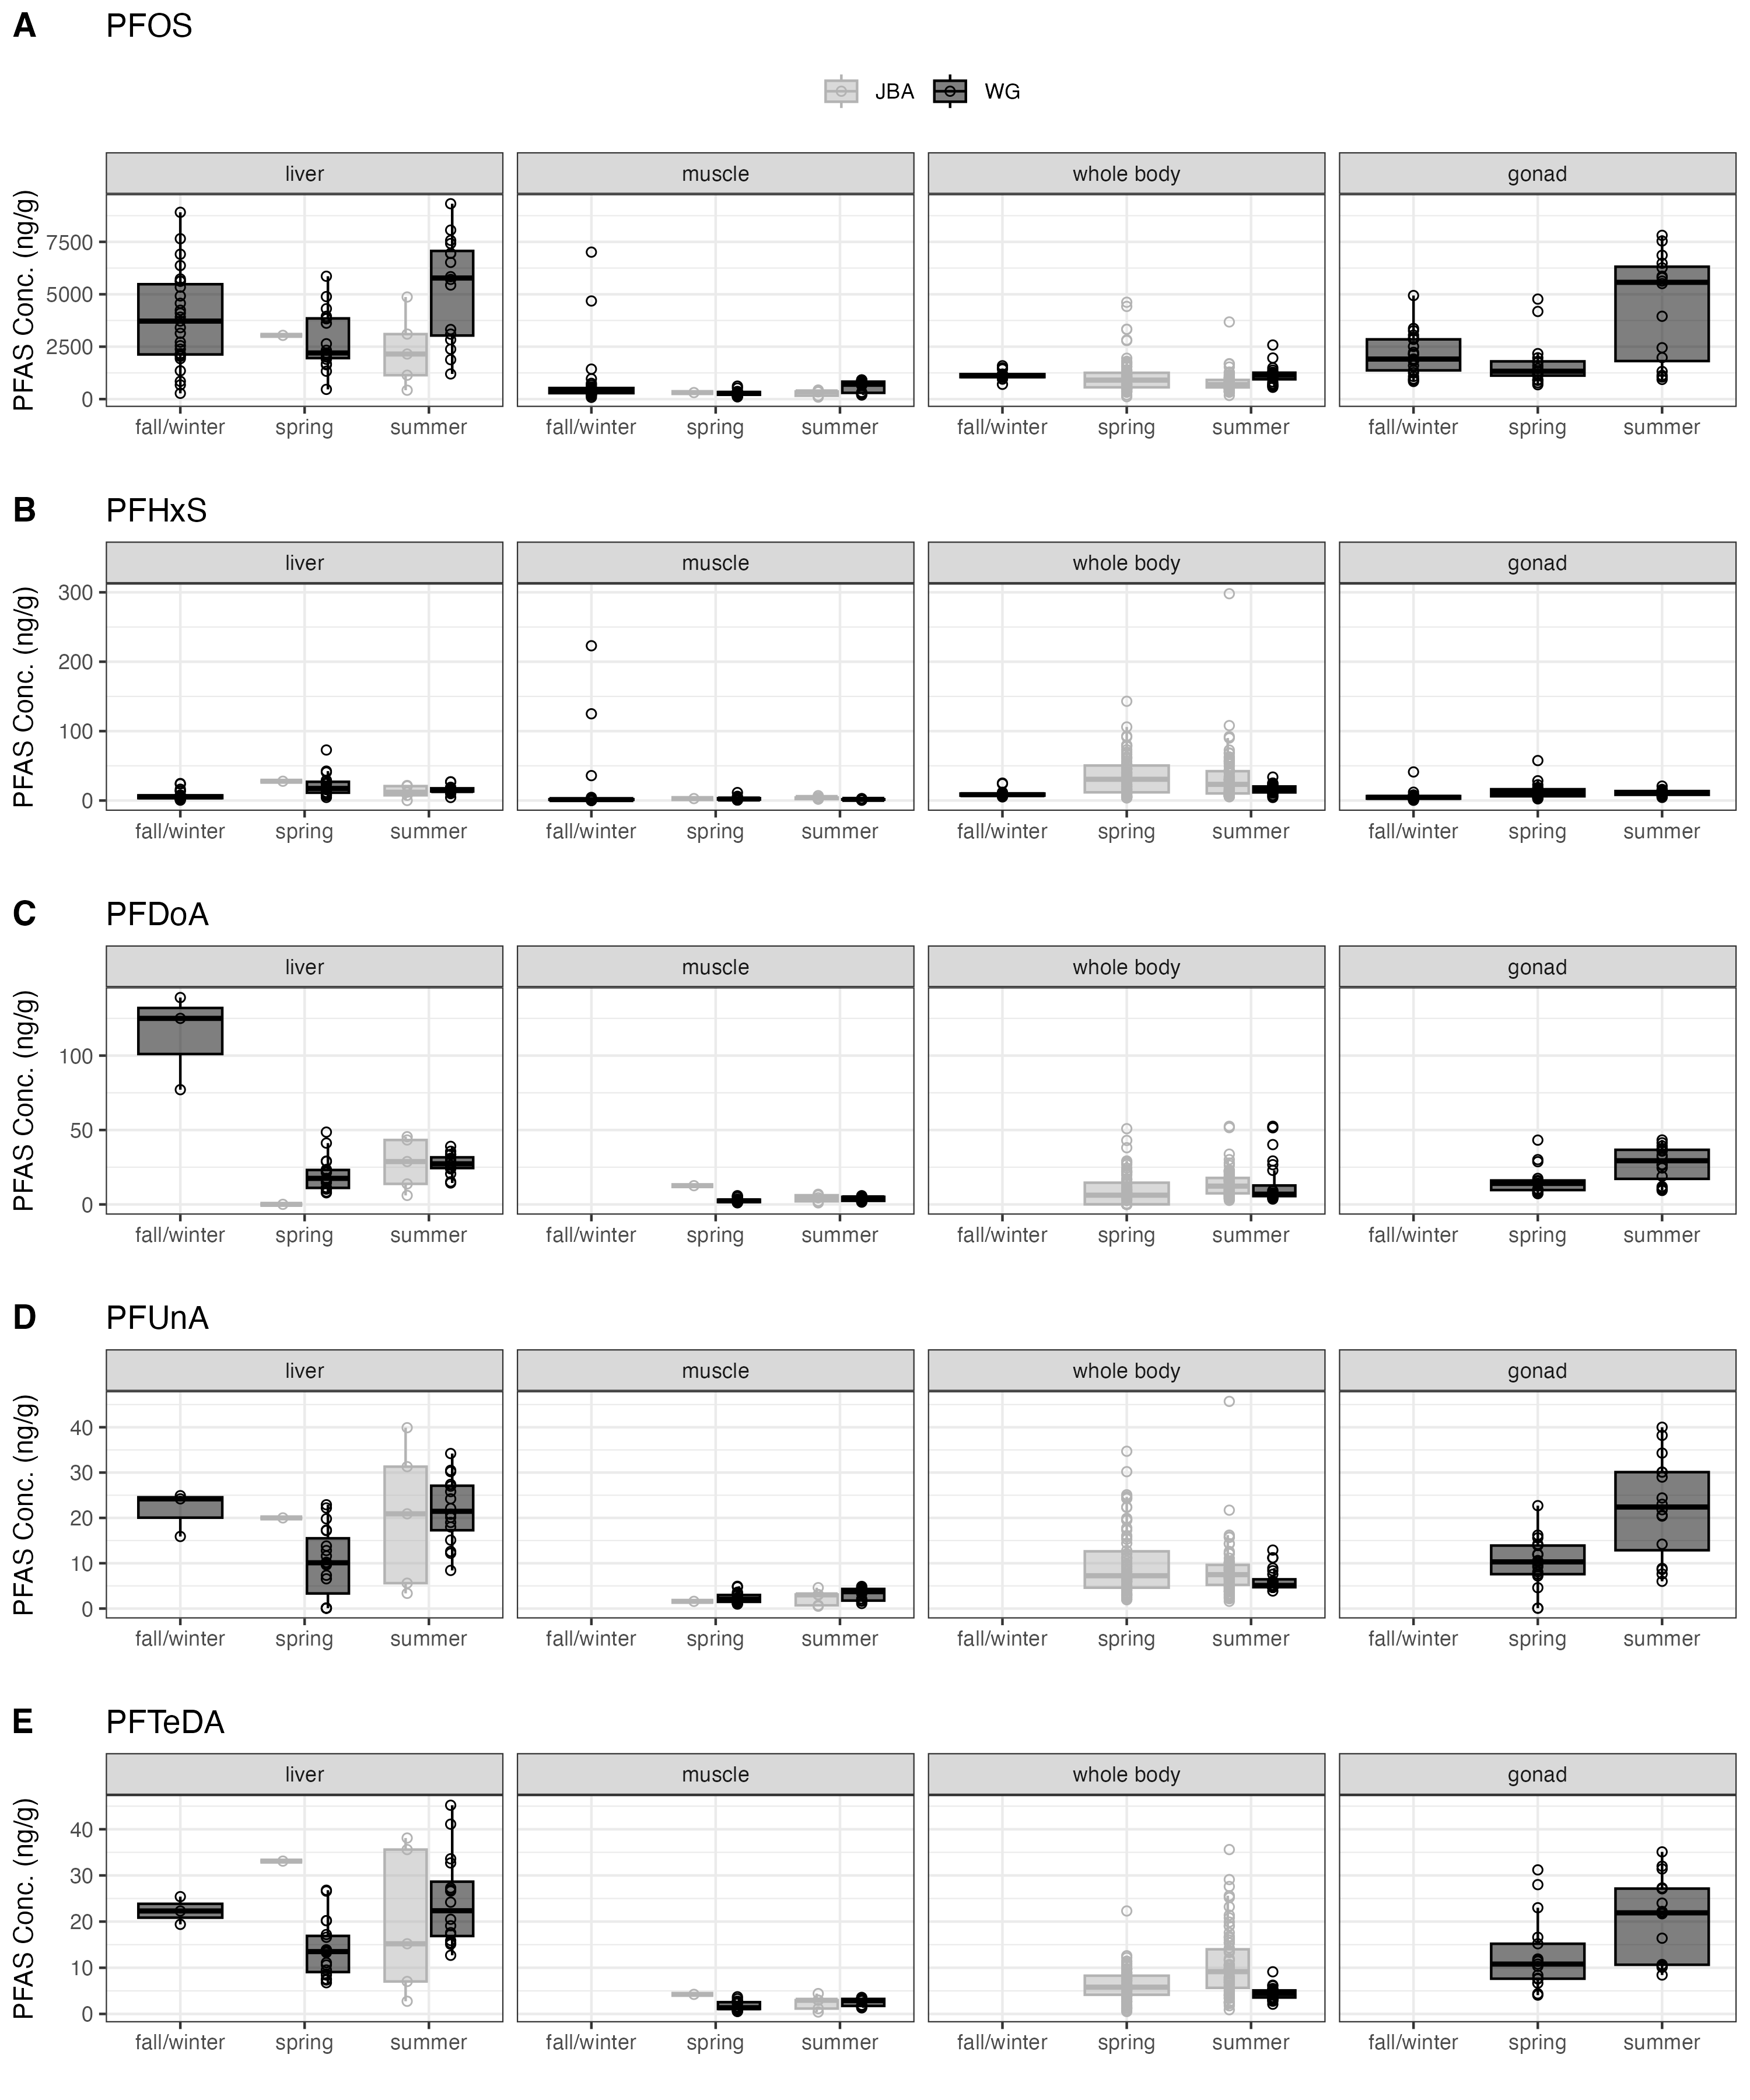 A PFOS
JBA WG
liver muscle whole body gonad
PFAS Conc. (ng/g)
7500
5000
2500
0
fall/winter spring summer fall/winter spring summer fall/winter spring summer fall/winter spring summer
B PFHxS
liver muscle whole body gonad
PFAS Conc. (ng/g)
300
200
100
0
fall/winter spring summer fall/winter spring summer fall/winter spring summer fall/winter spring summer
C PFDoA
liver muscle whole body gonad
PFAS Conc. (ng/g)
100
50
0
fall/winter spring summer fall/winter spring summer fall/winter spring summer fall/winter spring summer
D PFUnA
liver muscle whole body gonad
PFAS Conc. (ng/g)
40
30
20
10
0
fall/winter spring summer fall/winter spring summer fall/winter spring summer fall/winter spring summer
E PFTeDA
liver muscle whole body gonad
PFAS Conc. (ng/g)
40
30
20
10
0
fall/winter spring summer fall/winter spring summer fall/winter spring summer fall/winter spring summer